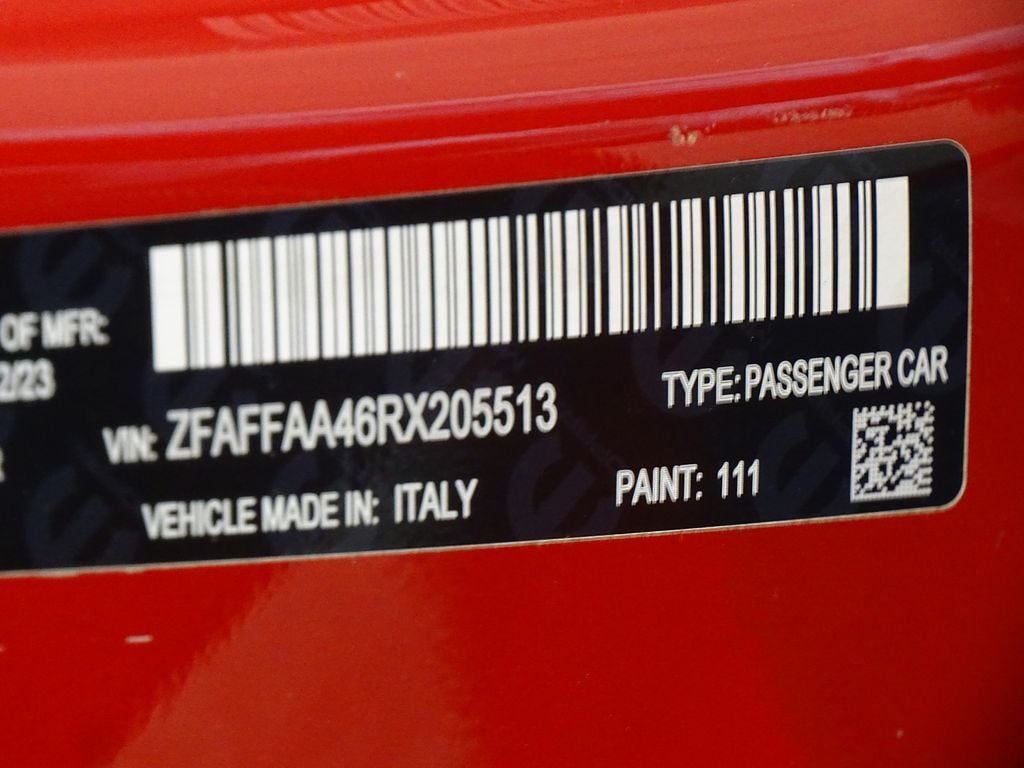 OF MFR:
2/23
TYPE: PASSENGER CAR
VIN: ZFAFFAA46RX205513
VEHICLE MADE IN: ITALY
PAINT: 111